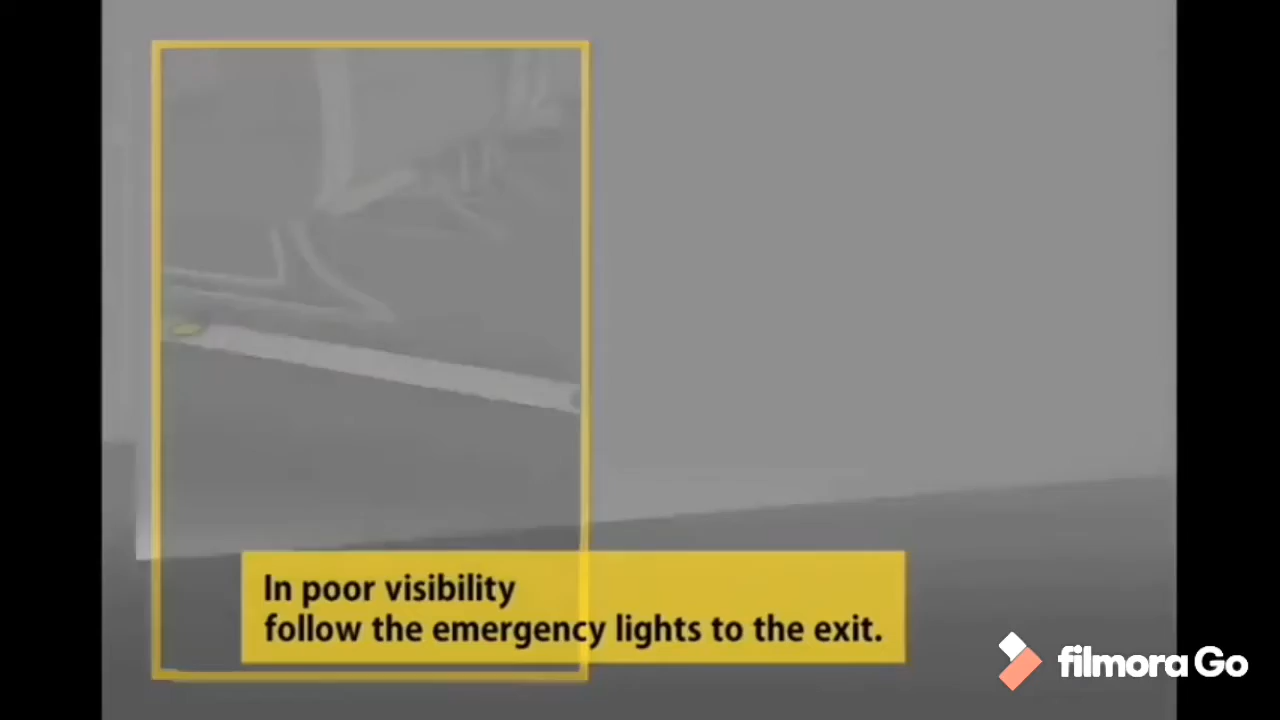 In poor visibility
follow the emergency lights to the exit.
filmora Go